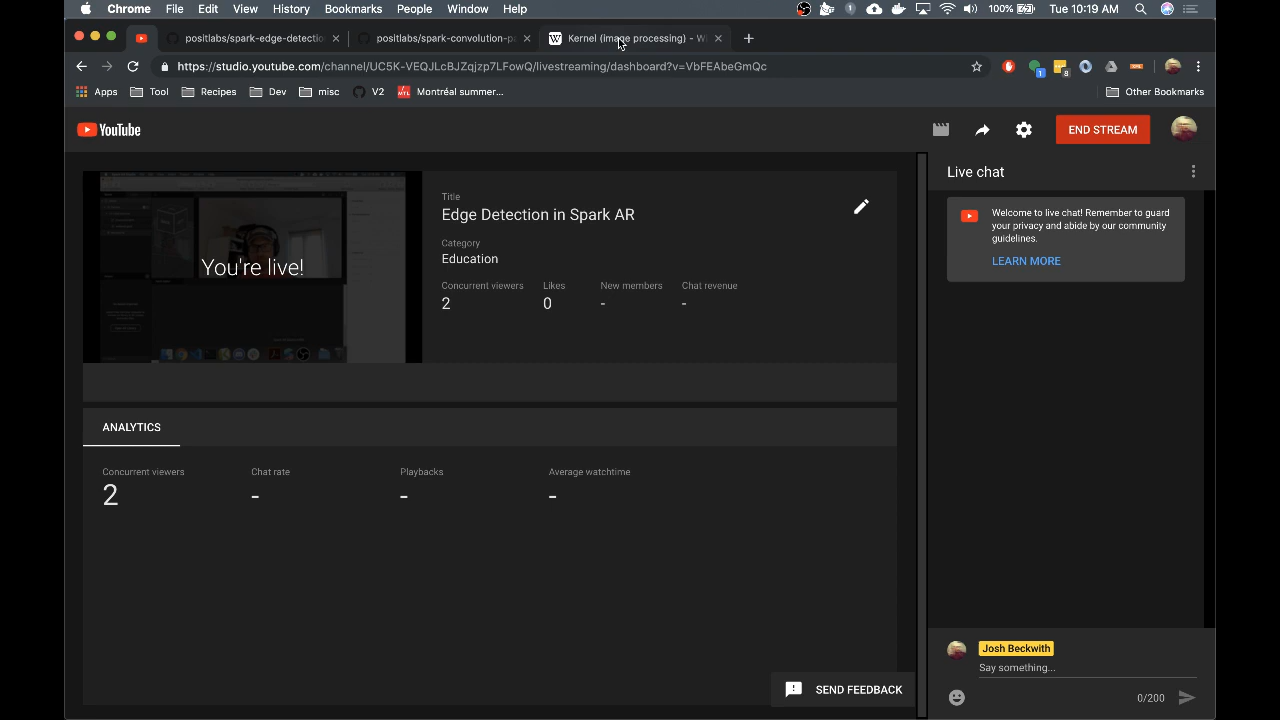 Chrome File Edit View History Bookmarks People Window Help
100% Tue 10:19 AM
positlabs/spark-edge-detectio
positlabs/spark-convolution-p
Kernel (image processing) - W
https://studio.youtube.com/channel/UC5K-VEQJLcBJZqjzp7LFowQ/livestreaming/dashboard?v=VbFEAbeGmQc
Apps Tool Recipes Dev misc V2 Montréal summer... Other Bookmarks
YouTube
END STREAM
You're live!
Title
Edge Detection in Spark AR
Category
Education
Concurrent viewers Likes New members Chat revenue
2 0 - -
ANALYTICS
Concurrent viewers Chat rate Playbacks Average watchtime
2 - - -
SEND FEEDBACK
Live chat
Welcome to live chat! Remember to guard
your privacy and abide by our community
guidelines.
LEARN MORE
Josh Beckwith
Say something...
0/200